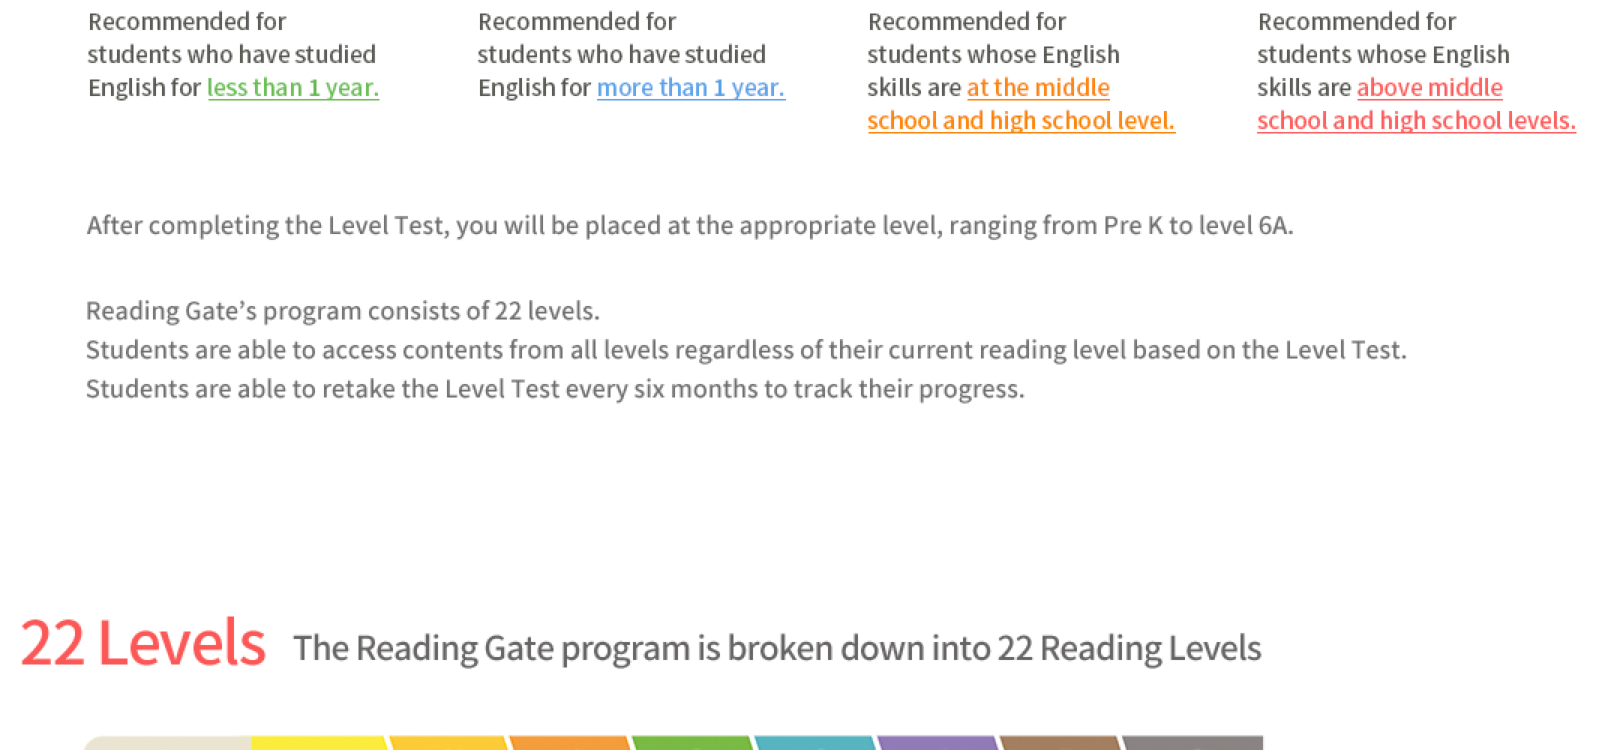 Recommended for
students who have studied
English for less than 1 year.
Recommended for
students who have studied
English for more than 1 year.
Recommended for
students whose English
skills are at the middle
school and high school level.
Recommended for
students whose English
skills are above middle
school and high school levels.
After completing the Level Test, you will be placed at the appropriate level, ranging from Pre K to level 6A.
Reading Gate’s program consists of 22 levels.
Students are able to access contents from all levels regardless of their current reading level based on the Level Test.
Students are able to retake the Level Test every six months to track their progress.
22 Levels The Reading Gate program is broken down into 22 Reading Levels